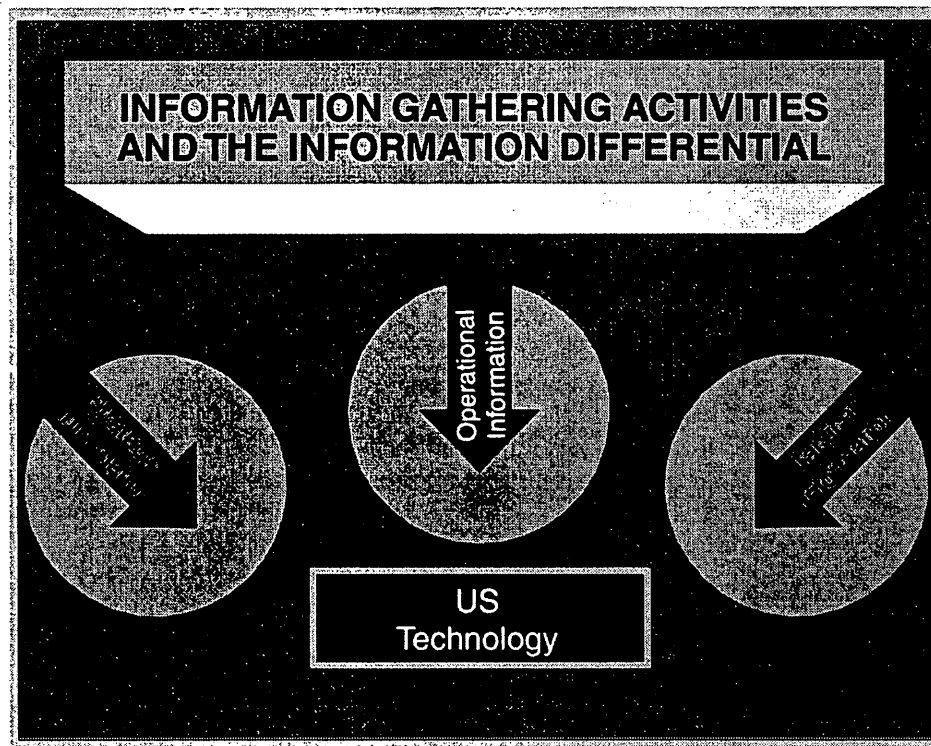 INFORMATION GATHERING ACTIVITIES
AND THE INFORMATION DIFFERENTIAL
Operational
Information
US
Technology